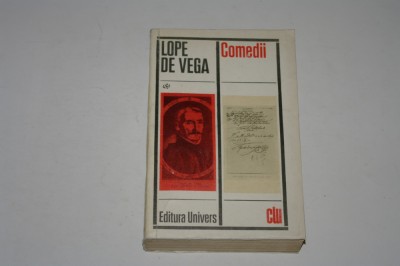 LOPE
DE VEGA
Comedii
Editura Univers
clu